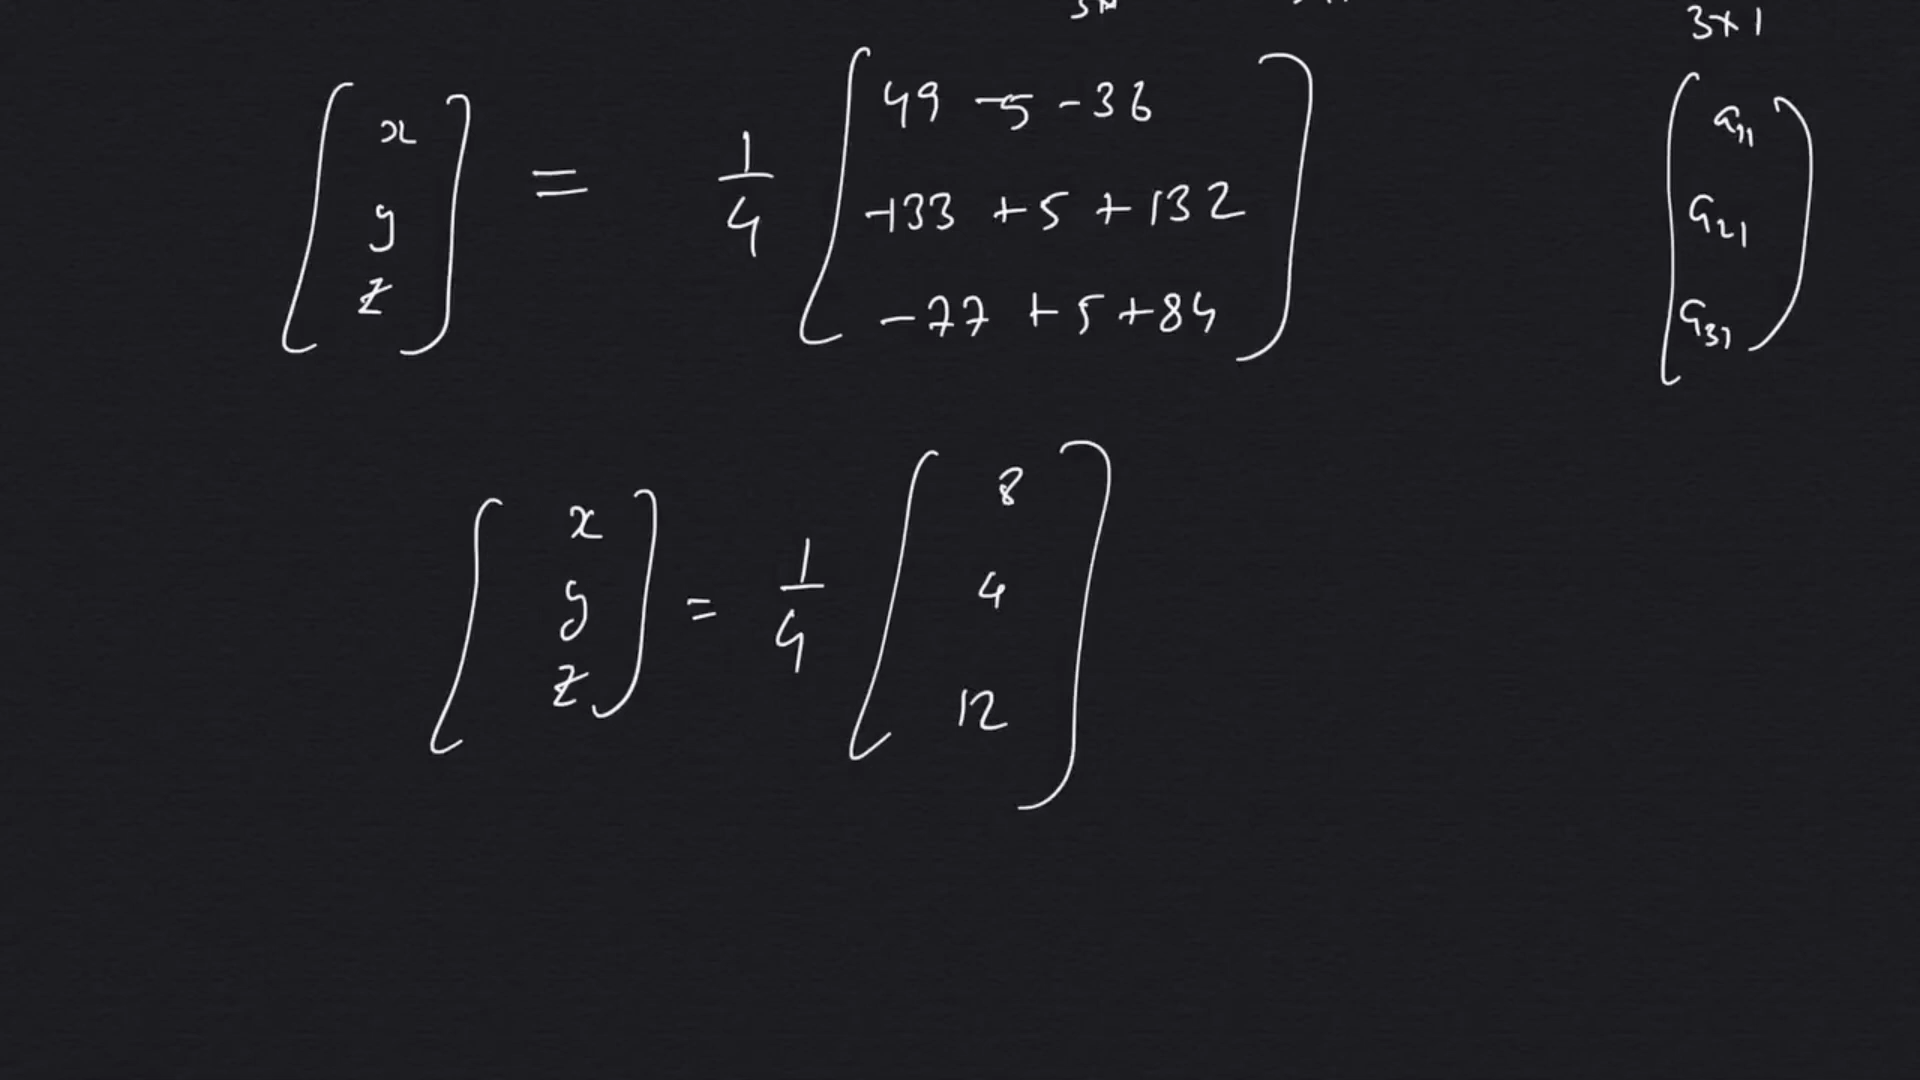 3×1
[x y z] = 1/4 [49 -5 -36
-133 +5 +132
-77 +5 +84]
(a11 a21 a31)
[x y z] = 1/4 [8 4 12]